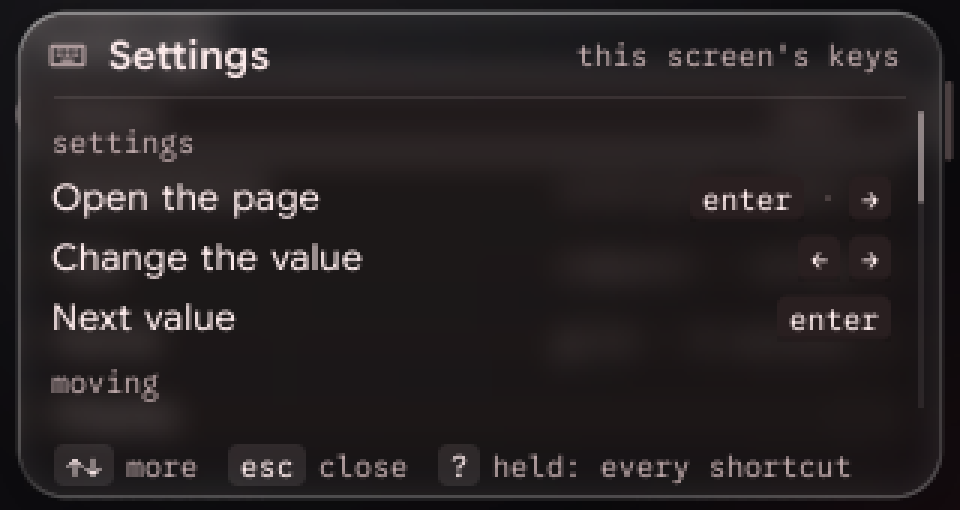 Settings this screen's keys
settings
Open the page enter · →
Change the value ← →
Next value enter
moving
↑↓ more esc close ? held: every shortcut